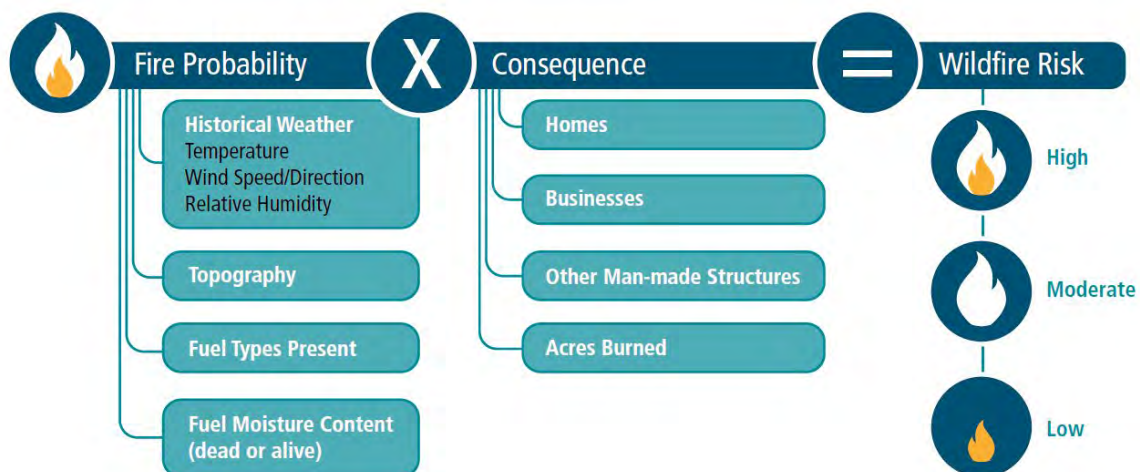 Fire Probability
X
Consequence
=
Wildfire Risk
Historical Weather
Temperature
Wind Speed/Direction
Relative Humidity
Topography
Fuel Types Present
Fuel Moisture Content
(dead or alive)
Homes
Businesses
Other Man-made Structures
Acres Burned
High
Moderate
Low